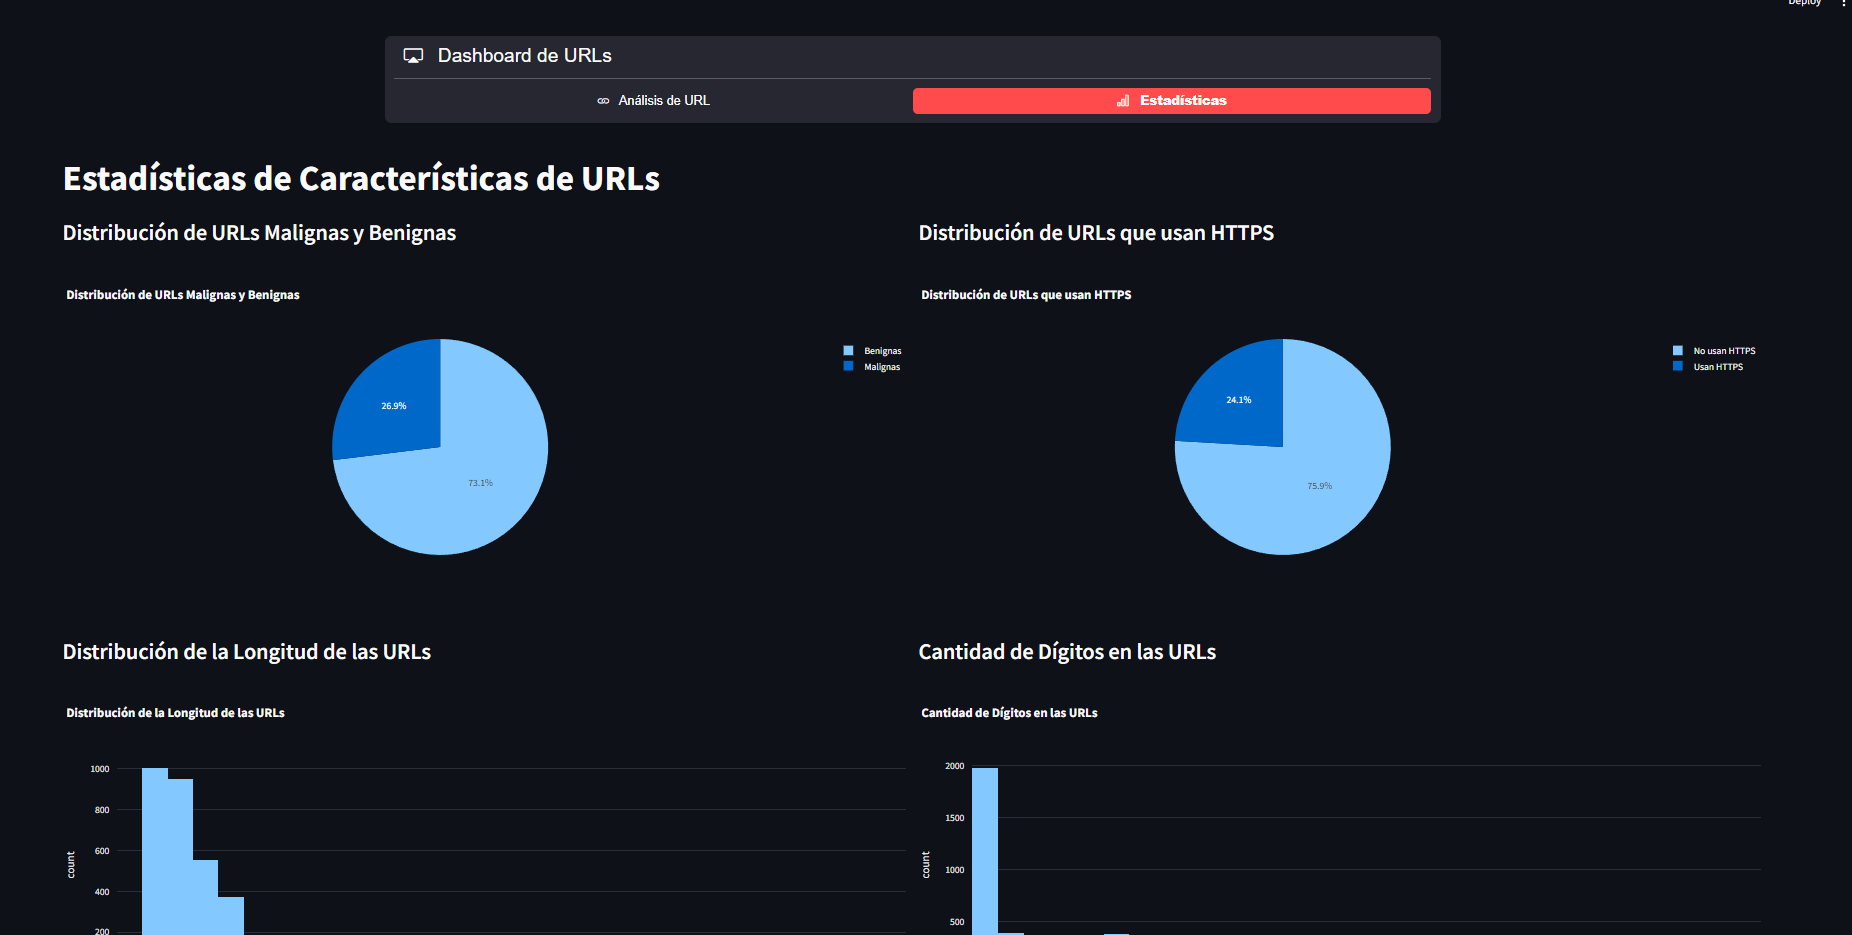 Deploy
Dashboard de URLs
Análisis de URL
Estadísticas
Estadísticas de Características de URLs
Distribución de URLs Malignas y Benignas
Distribución de URLs que usan HTTPS
Distribución de URLs Malignas y Benignas
Distribución de URLs que usan HTTPS
Benignas
Malignas
26.9%
73.1%
No usan HTTPS
Usan HTTPS
24.1%
75.9%
Distribución de la Longitud de las URLs
Cantidad de Dígitos en las URLs
Distribución de la Longitud de las URLs
Cantidad de Dígitos en las URLs
1000
800
600
400
200
count
2000
1500
1000
500
count